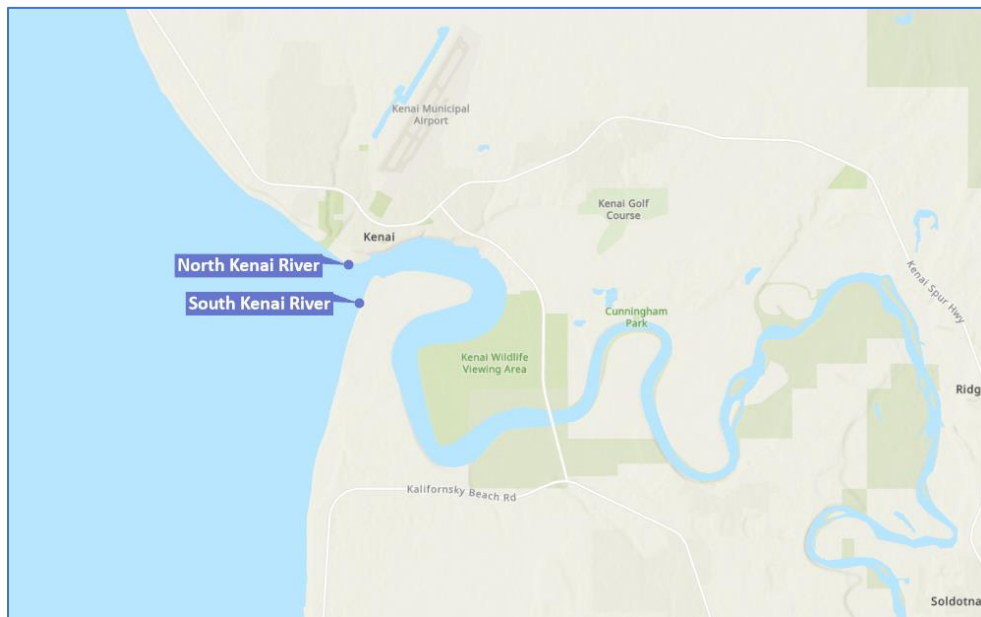 Kenai Municipal
Airport
Kenai Golf
Course
Kenai
North Kenai River
Kenai Spur Hwy
South Kenai River
Cunningham
Park
Kenai Wildlife
Viewing Area
Ridg
Kalifornsky Beach Rd
Soldotna